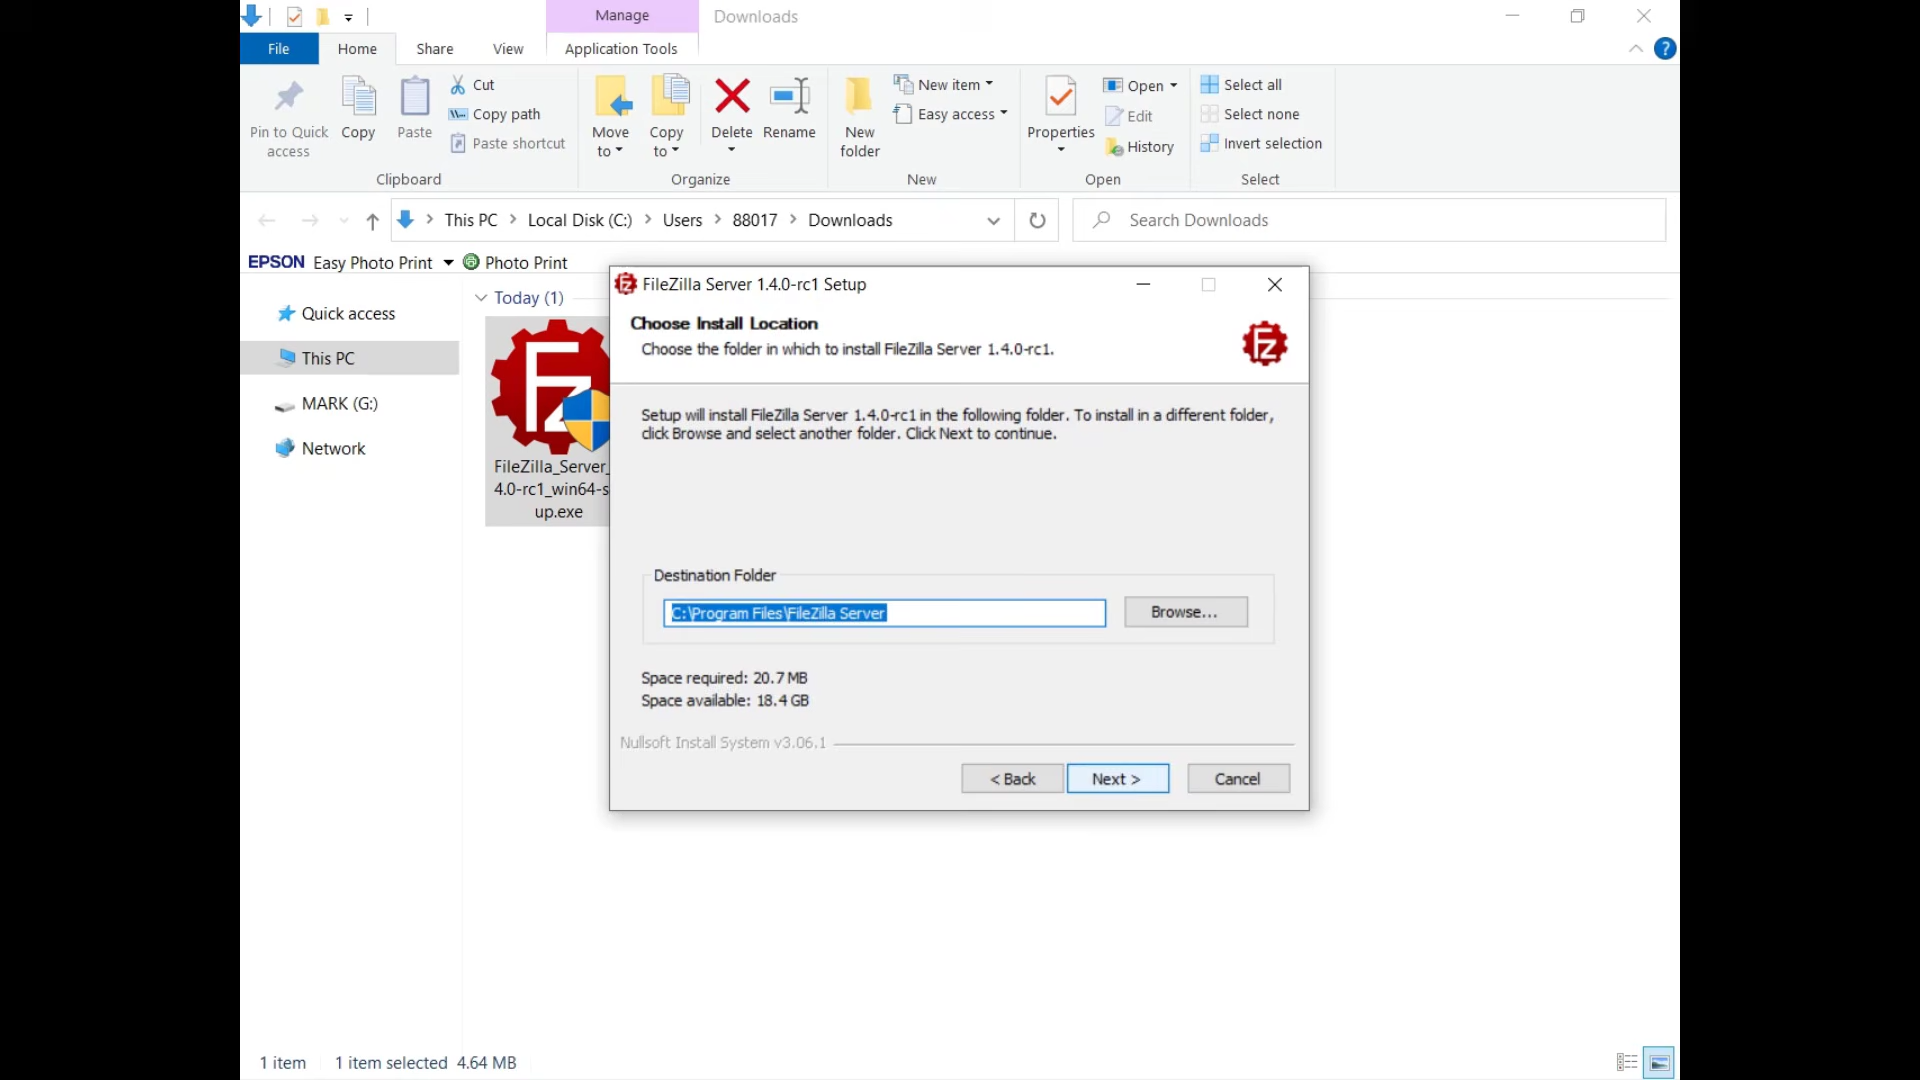 Manage
Downloads
File
Home
Share
View
Application Tools
?
Pin to Quick
access
Copy
Paste
Cut
Copy path
Paste shortcut
Clipboard
Move
to
Copy
to
Delete
Rename
Organize
New
folder
New item
Easy access
New
Properties
Open
Edit
History
Open
Select all
Select none
Invert selection
Select
This PC > Local Disk (C:) > Users > 88017 > Downloads
Search Downloads
EPSON Easy Photo Print Photo Print
Quick access
This PC
MARK (G:)
Network
Today (1)
Fz
FileZilla_Server_
4.0-rc1_win64-s
up.exe
Fz FileZilla Server 1.4.0-rc1 Setup
Choose Install Location
Choose the folder in which to install FileZilla Server 1.4.0-rc1.
Fz
Setup will install FileZilla Server 1.4.0-rc1 in the following folder. To install in a different folder,
click Browse and select another folder. Click Next to continue.
Destination Folder
C:\Program Files\FileZilla Server
Browse...
Space required: 20.7 MB
Space available: 18.4 GB
Nullsoft Install System v3.06.1
< Back
Next >
Cancel
1 item 1 item selected 4.64 MB